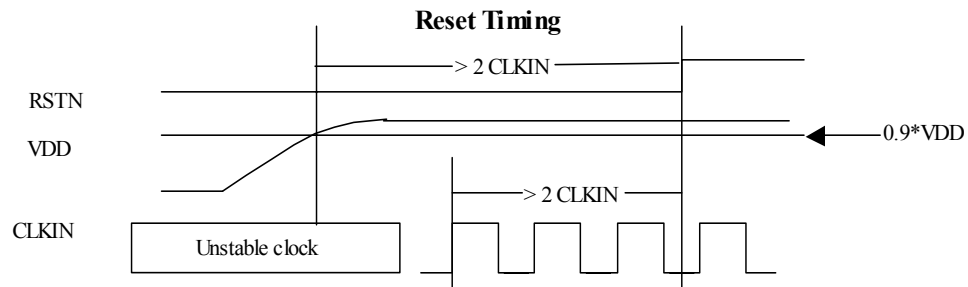 Reset Timing
> 2 CLKIN
RSTN
VDD
0.9*VDD
> 2 CLKIN
CLKIN
Unstable clock